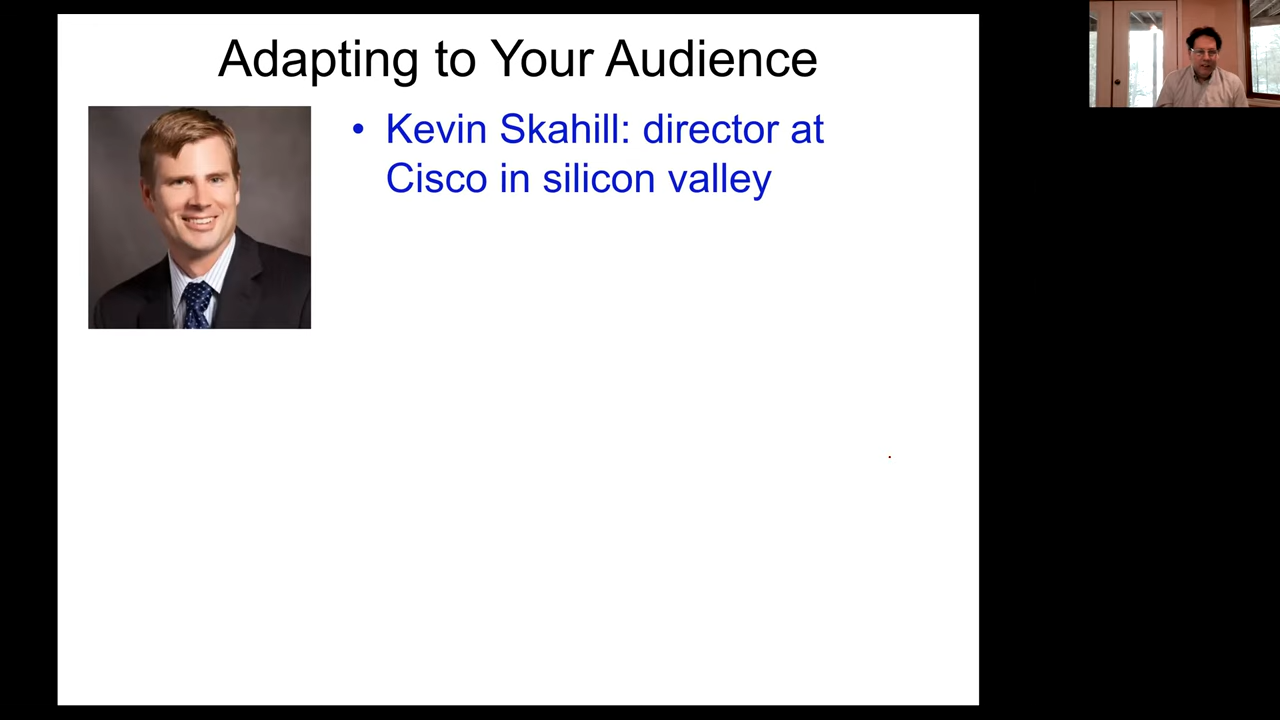 Adapting to Your Audience
• Kevin Skahill: director at
Cisco in silicon valley